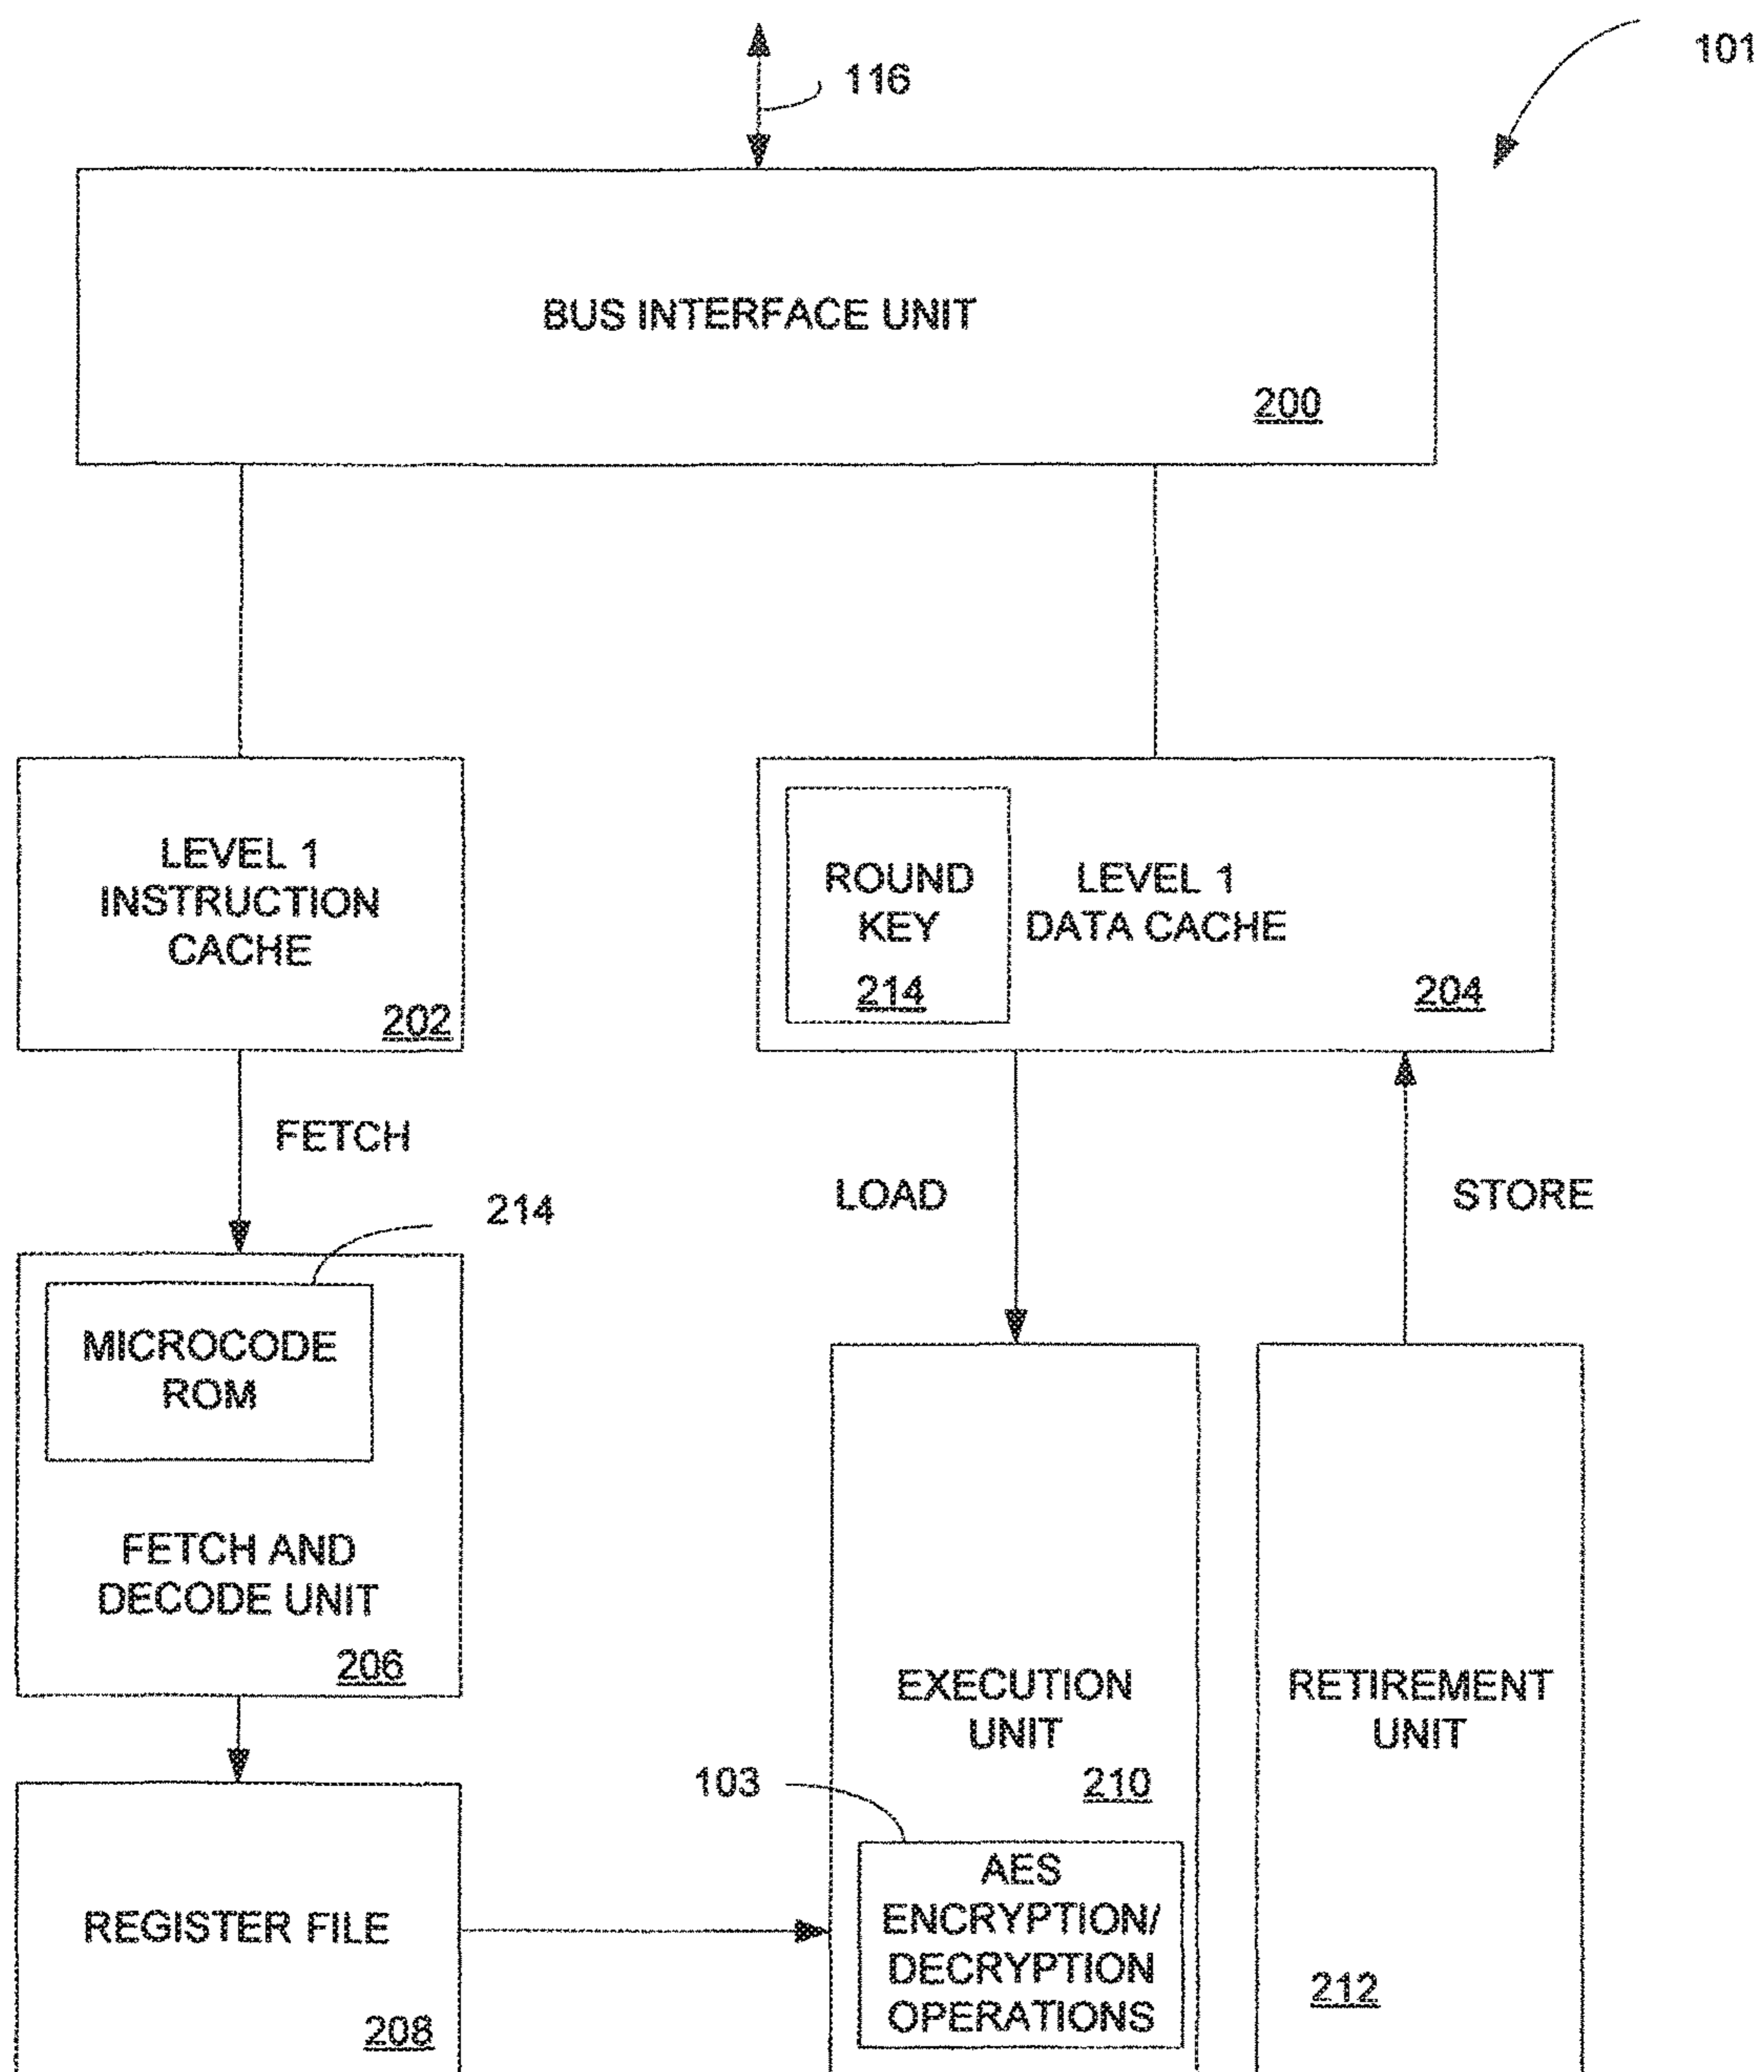 101
116
BUS INTERFACE UNIT
200
LEVEL 1
INSTRUCTION
CACHE
202
ROUND
KEY
214
LEVEL 1
DATA CACHE
204
FETCH
214
LOAD
STORE
MICROCODE
ROM
FETCH AND
DECODE UNIT
206
EXECUTION
UNIT
210
RETIREMENT
UNIT
212
103
AES
ENCRYPTION/
DECRYPTION
OPERATIONS
REGISTER FILE
208